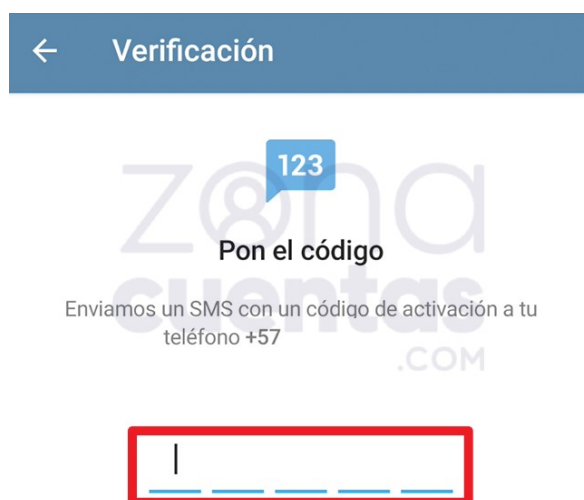 Verificación
123
zona
cuentas
.COM
Pon el código
Enviamos un SMS con un código de activación a tu
teléfono +57